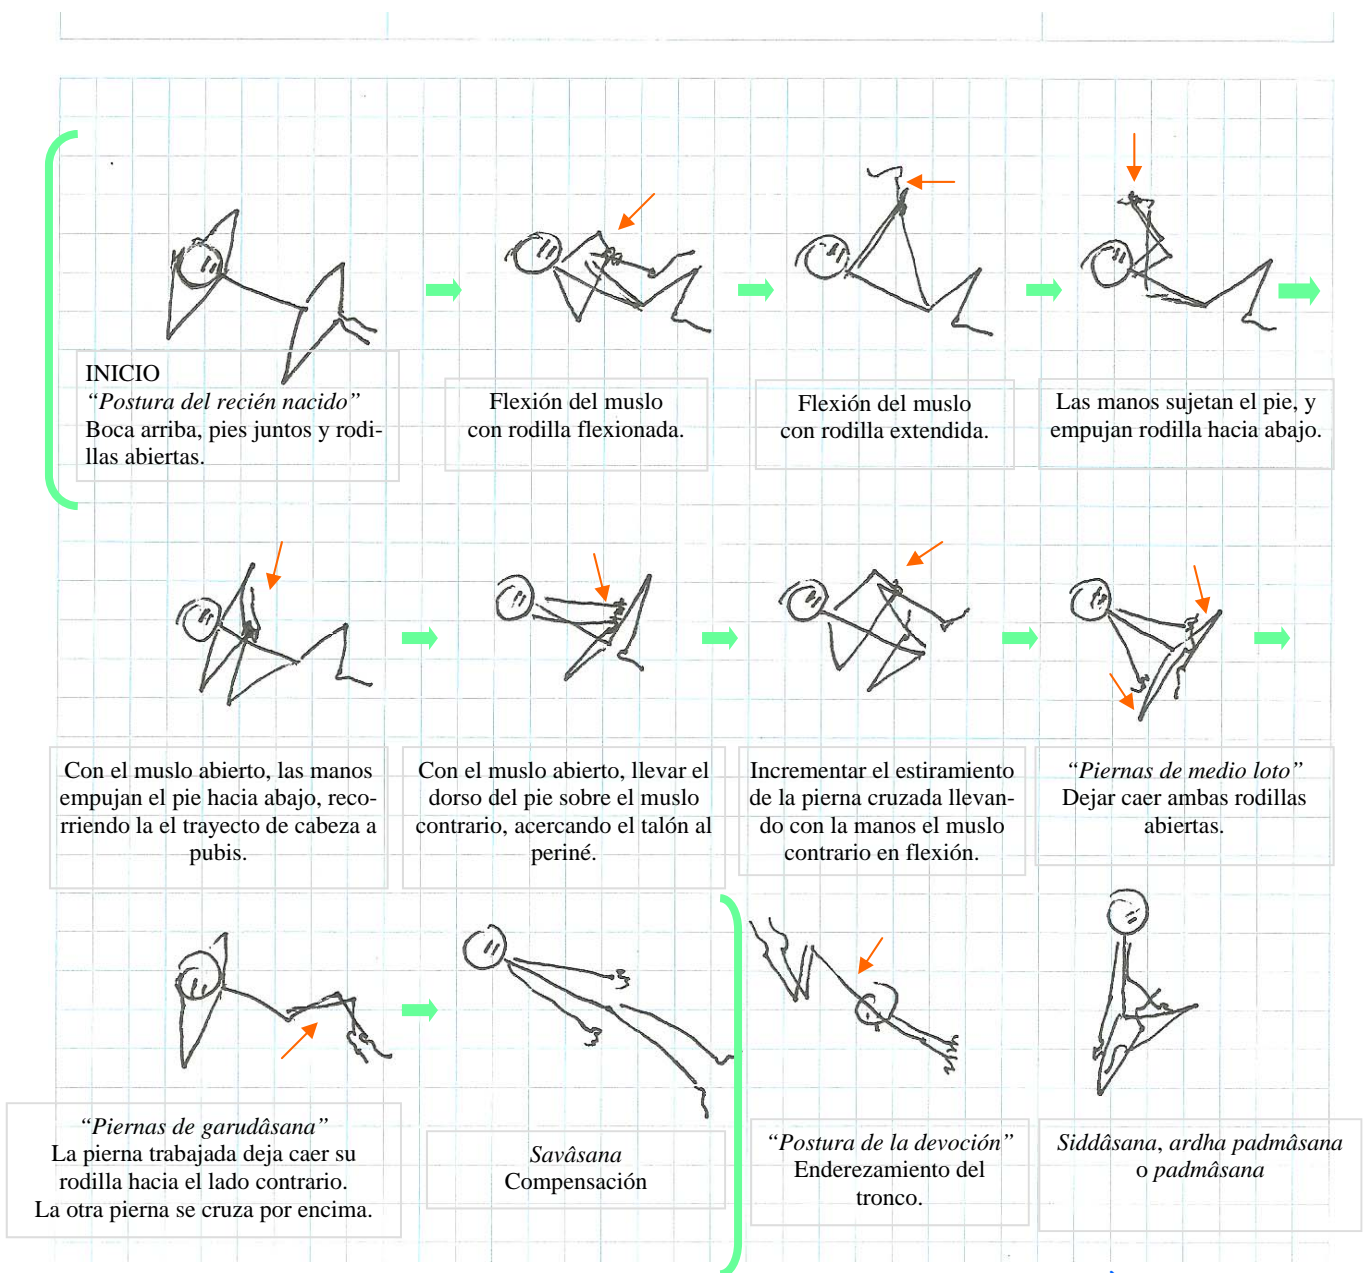 INICIO
“Postura del recién nacido”
Boca arriba, pies juntos y rodi-
llas abiertas.
Flexión del muslo
con rodilla flexionada.
Flexión del muslo
con rodilla extendida.
Las manos sujetan el pie, y
empujan rodilla hacia abajo.
Con el muslo abierto, las manos
empujan el pie hacia abajo, reco-
rriendo la el trayecto de cabeza a
pubis.
Con el muslo abierto, llevar el
dorso del pie sobre el muslo
contrario, acercando el talón al
periné.
Incrementar el estiramiento
de la pierna cruzada llevan-
do con la manos el muslo
contrario en flexión.
“Piernas de medio loto”
Dejar caer ambas rodillas
abiertas.
“Piernas de garudâsana”
La pierna trabajada deja caer su
rodilla hacia el lado contrario.
La otra pierna se cruza por encima.
Savâsana
Compensación
“Postura de la devoción”
Enderezamiento del
tronco.
Siddâsana, ardha padmâsana
o padmâsana